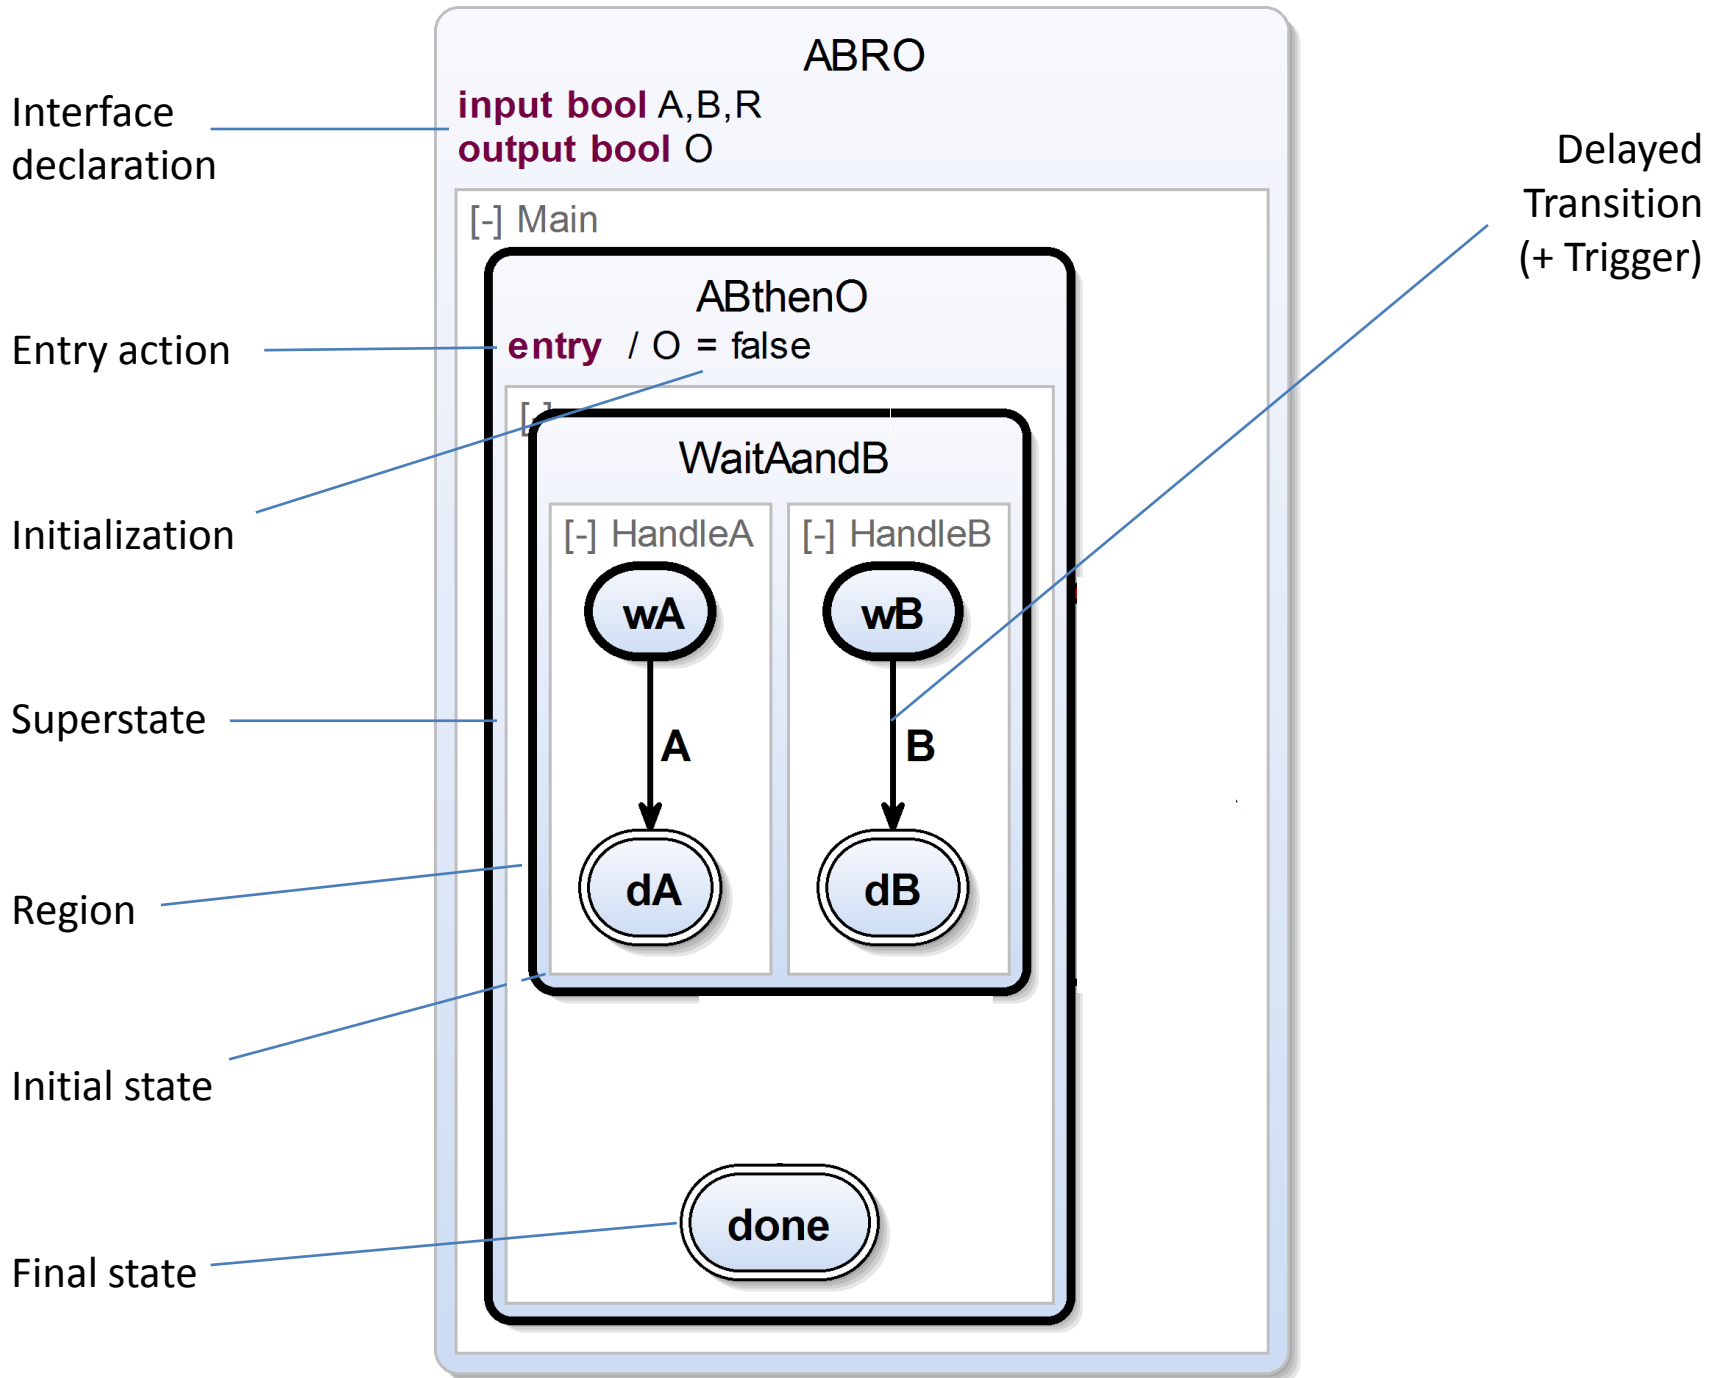 ABRO
input bool A,B,R
output bool O
Interface
declaration
Delayed
Transition
(+ Trigger)
[-] Main
ABthenO
entry / O = false
Entry action
[-]
WaitAandB
Initialization
[-] HandleA
[-] HandleB
wA
wB
Superstate
A
B
dA
dB
Region
Initial state
done
Final state